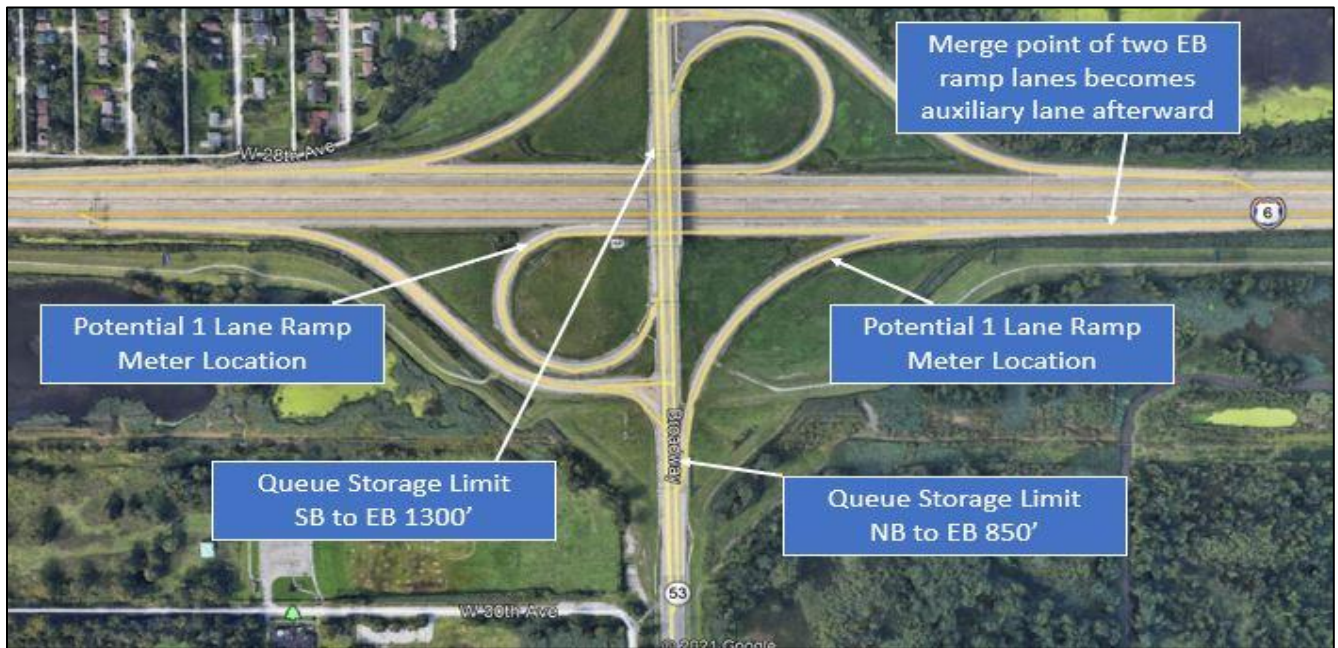 Merge point of two EB
ramp lanes becomes
auxiliary lane afterward
W 28th Ave
6
Potential 1 Lane Ramp
Meter Location
Potential 1 Lane Ramp
Meter Location
Broadway
Queue Storage Limit
SB to EB 1300'
Queue Storage Limit
NB to EB 850'
53
W 30th Ave
© 2021 Google